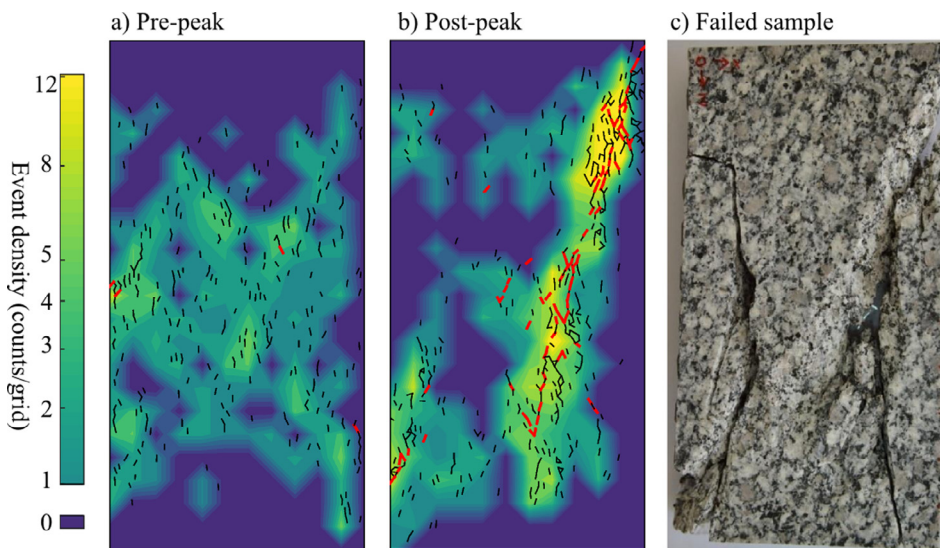 a) Pre-peak
b) Post-peak
c) Failed sample
Event density (counts/grid)
12
8
5
4
3
2
1
0